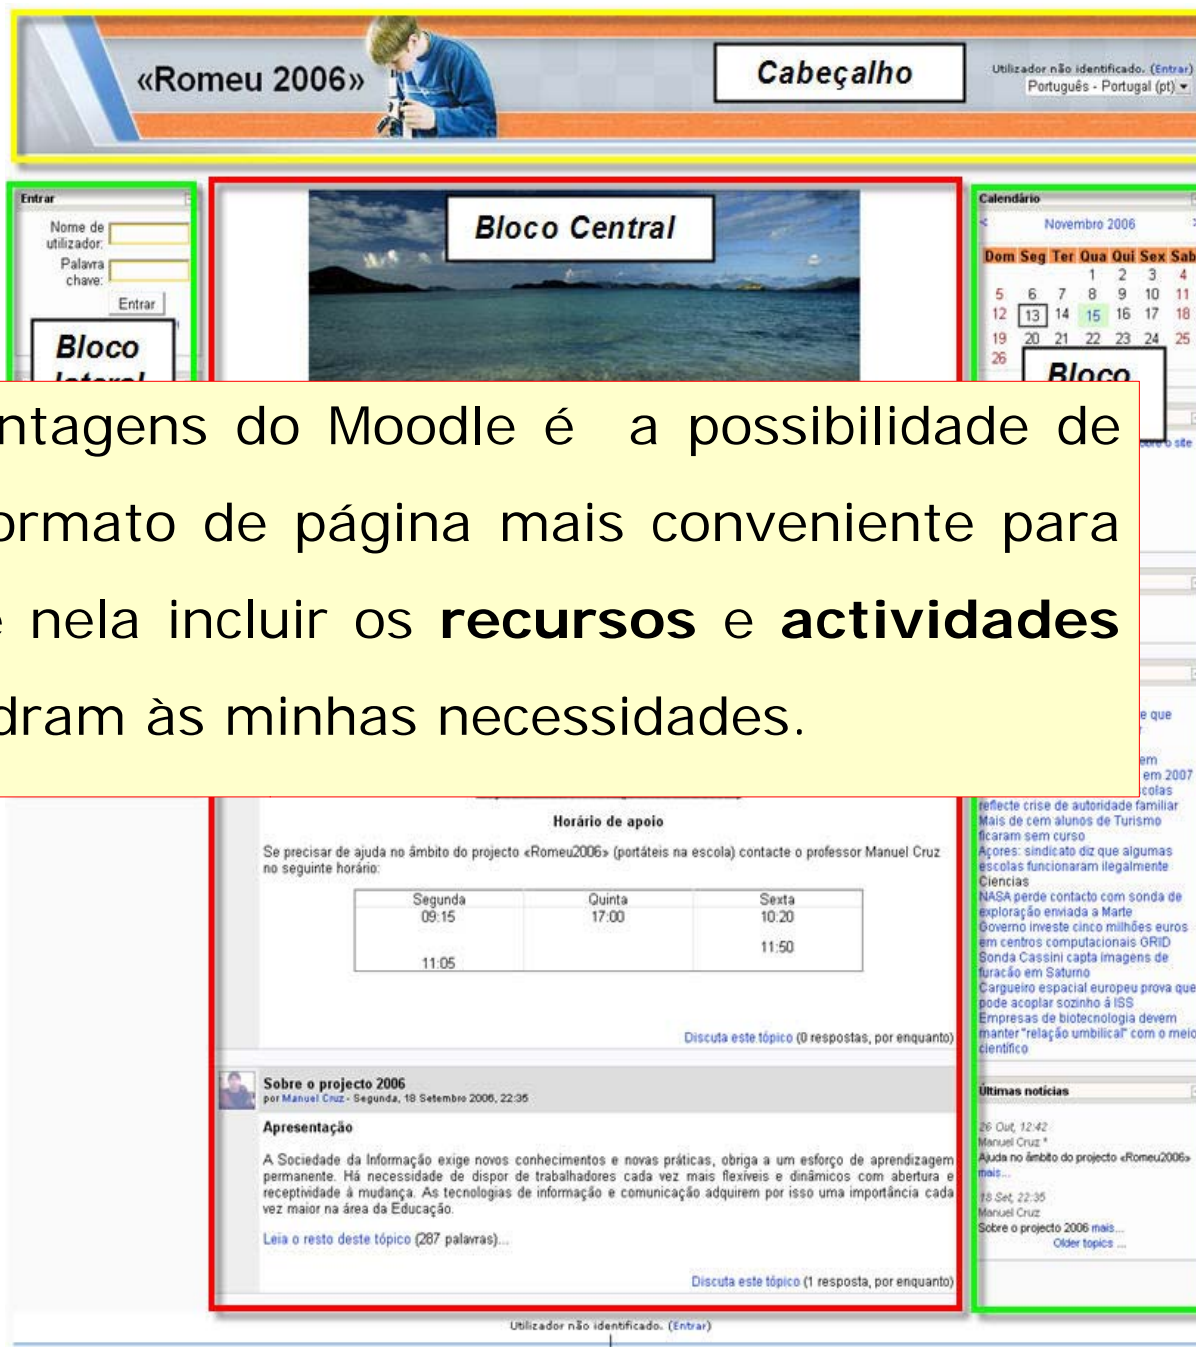 «Romeu 2006»
Cabeçalho
Utilizador não identificado. (Entrar)
Português - Portugal (pt)
Entrar
Nome de
utilizador:
Palavra
chave:
Entrar
Bloco
lateral
Bloco Central
Calendário
< Novembro 2006
Dom Seg Ter Qua Qui Sex Sab
1 2 3 4
5 6 7 8 9 10 11
12 13 14 15 16 17 18
19 20 21 22 23 24 25
26
Bloco
o site
ntagens do Moodle é a possibilidade de
ormato de página mais conveniente para
e nela incluir os recursos e actividades
dram às minhas necessidades.
Horário de apoio
Se precisar de ajuda no âmbito do projecto «Romeu2006» (portáteis na escola) contacte o professor Manuel Cruz
no seguinte horário:
Segunda Quinta Sexta
09:15 17:00 10:20
11:50
11:05
Discuta este tópico (0 respostas, por enquanto)
Sobre o projecto 2006
por Manuel Cruz - Segunda, 18 Setembro 2006, 22:35
Apresentação
A Sociedade da Informação exige novos conhecimentos e novas práticas, obriga a um esforço de aprendizagem
permanente. Há necessidade de dispor de trabalhadores cada vez mais flexíveis e dinâmicos com abertura e
receptividade à mudança. As tecnologias de informação e comunicação adquirem por isso uma importância cada
vez maior na área da Educação.
Leia o resto deste tópico (287 palavras)...
Discuta este tópico (1 resposta, por enquanto)
e que
em
em 2007
colas
reflecte crise de autoridade familiar
Mais de cem alunos de Turismo
ficaram sem curso
Açores: sindicato diz que algumas
escolas funcionaram ilegalmente
Ciencias
NASA perde contacto com sonda de
exploração enviada a Marte
Governo investe cinco milhões euros
em centros computacionais GRID
Sonda Cassini capta imagens de
furacão em Saturno
Cargueiro espacial europeu prova que
pode acoplar sozinho á ISS
Empresas de biotecnologia devem
manter "relação umbilical" com o meio
científico
Últimas notícias
26 Out, 12:42
Manuel Cruz *
Ajuda no âmbito do projecto «Romeu2006»
mais...
18 Set, 22:35
Manuel Cruz
Sobre o projecto 2006 mais...
Older topics ...
Utilizador não identificado. (Entrar)